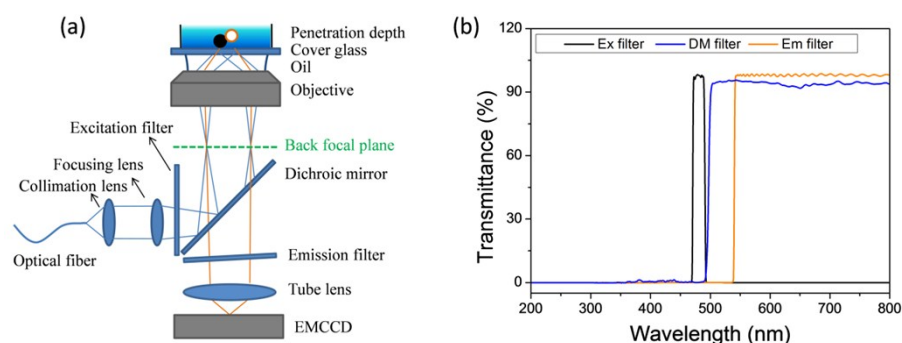 (a)
Penetration depth
Cover glass
Oil
Objective
Excitation filter
Back focal plane
Focusing lens
Dichroic mirror
Collimation lens
Optical fiber
Emission filter
Tube lens
EMCCD
(b)
Ex filter DM filter Em filter
Transmittance (%)
120
90
60
30
0
200 300 400 500 600 700 800
Wavelength (nm)